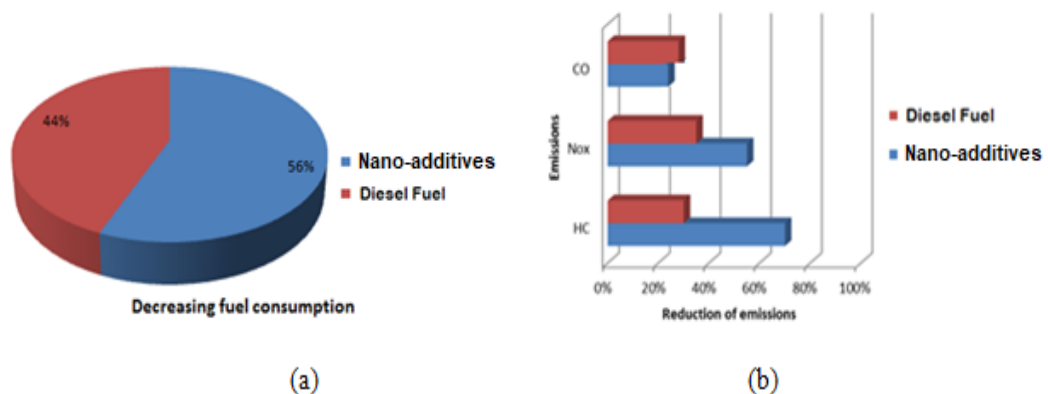 44%
56%
Nano-additives
Diesel Fuel
Decreasing fuel consumption
(a)
Emissions
CO
Nox
HC
0% 20% 40% 60% 80% 100%
Reduction of emissions
Diesel Fuel
Nano-additives
(b)